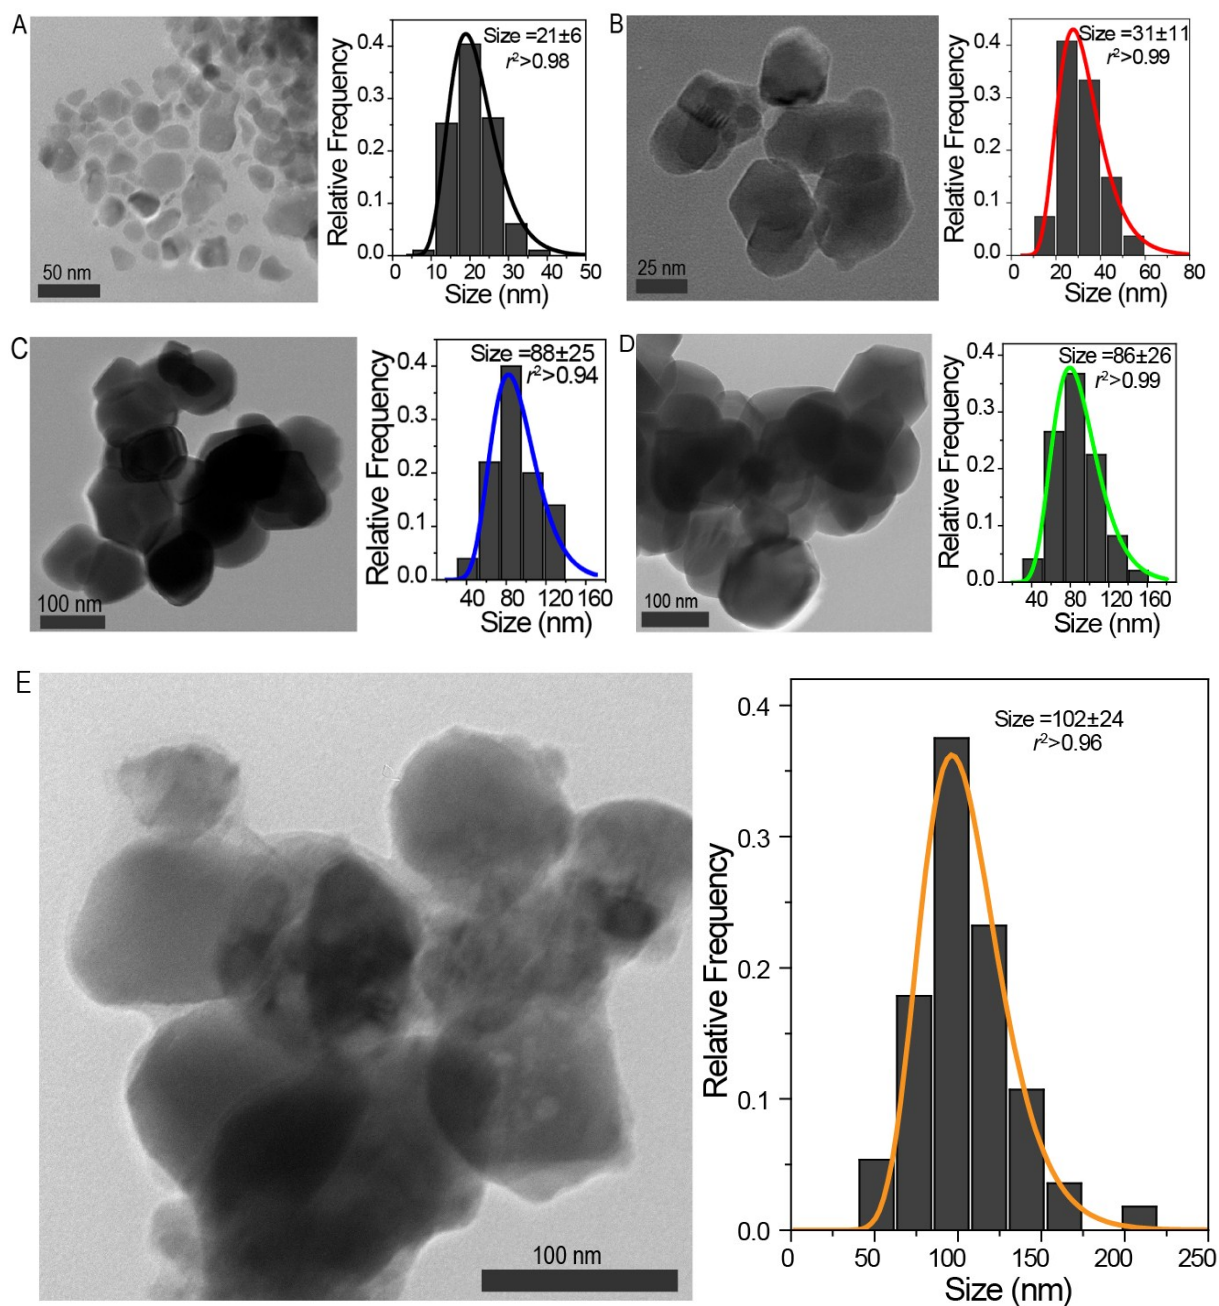 A
50 nm
Relative Frequency
0.4
0.3
0.2
0.1
0.0
Size =21±6
r²>0.98
0 10 20 30 40 50
Size (nm)
B
25 nm
Relative Frequency
0.4
0.3
0.2
0.1
0.0
Size =31±11
r²>0.99
0 20 40 60 80
Size (nm)
C
100 nm
Relative Frequency
0.4
0.3
0.2
0.1
0.0
Size =88±25
r²>0.94
40 80 120 160
Size (nm)
D
100 nm
Relative Frequency
0.4
0.3
0.2
0.1
0.0
Size =86±26
r²>0.99
40 80 120 160
Size (nm)
E
100 nm
Relative Frequency
0.4
0.3
0.2
0.1
0.0
Size =102±24
r²>0.96
0 50 100 150 200 250
Size (nm)